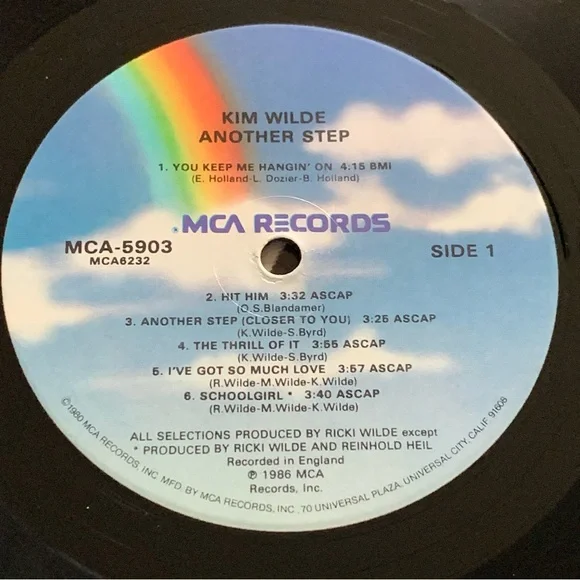 KIM WILDE
ANOTHER STEP
1. YOU KEEP ME HANGIN' ON 4:15 BMI
(E. Holland-L. Dozier-B. Holland)
MCA RECORDS
MCA-5903
MCA6232
SIDE 1
2. HIT HIM 3:32 ASCAP
(O.S.Blandamer)
3. ANOTHER STEP (CLOSER TO YOU) 3:25 ASCAP
(K.Wilde-S.Byrd)
4. THE THRILL OF IT 3:55 ASCAP
(K.Wilde-S.Byrd)
5. I'VE GOT SO MUCH LOVE 3:57 ASCAP
(R.Wilde-M.Wilde-K.Wilde)
6. SCHOOLGIRL * 3:40 ASCAP
(R.Wilde-M.Wilde-K.Wilde)
ALL SELECTIONS PRODUCED BY RICKI WILDE except
* PRODUCED BY RICKI WILDE AND REINHOLD HEIL
Recorded in England
℗ 1986 MCA
Records, Inc.
©1980 MCA RECORDS, INC. MFD. BY MCA RECORDS, INC., 70 UNIVERSAL PLAZA, UNIVERSAL CITY, CALIF. 91608